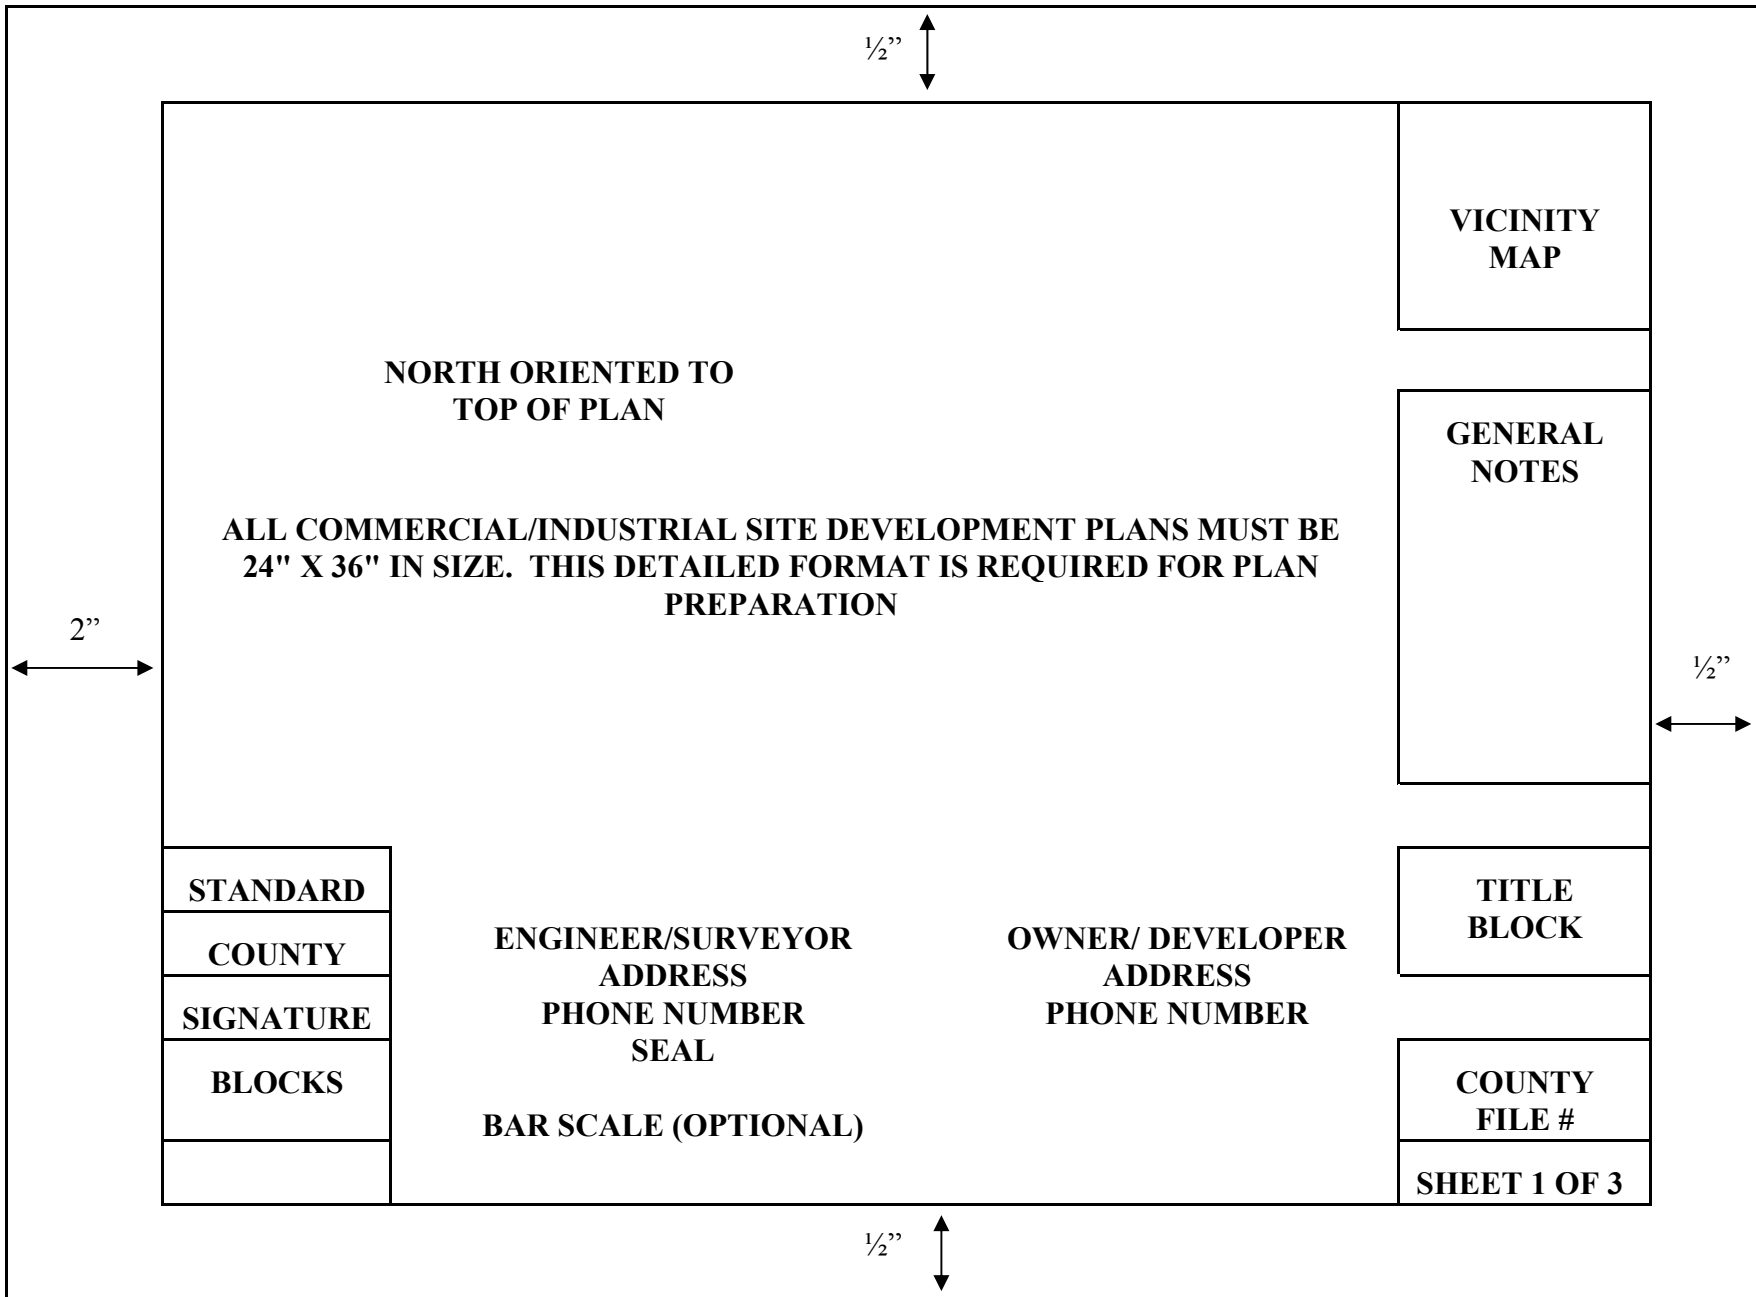 ½”
VICINITY
MAP
NORTH ORIENTED TO
TOP OF PLAN
GENERAL
NOTES
ALL COMMERCIAL/INDUSTRIAL SITE DEVELOPMENT PLANS MUST BE
24" X 36" IN SIZE.  THIS DETAILED FORMAT IS REQUIRED FOR PLAN
PREPARATION
2”
½”
STANDARD
COUNTY
SIGNATURE
BLOCKS
ENGINEER/SURVEYOR
ADDRESS
PHONE NUMBER
SEAL
BAR SCALE (OPTIONAL)
OWNER/ DEVELOPER
ADDRESS
PHONE NUMBER
TITLE
BLOCK
COUNTY
FILE #
SHEET 1 OF 3
½”